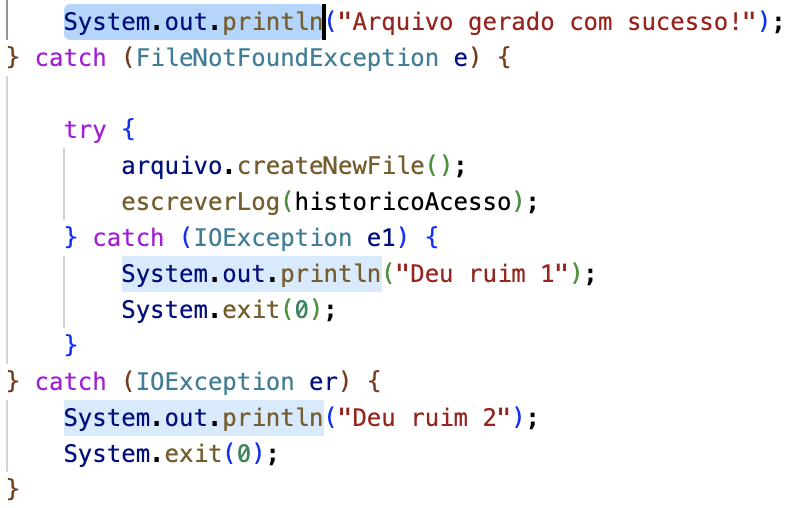 System.out.println("Arquivo gerado com sucesso!");
} catch (FileNotFoundException e) {

    try {
        arquivo.createNewFile();
        escreverLog(historicoAcesso);
    } catch (IOException e1) {
        System.out.println("Deu ruim 1");
        System.exit(0);
    }
} catch (IOException er) {
    System.out.println("Deu ruim 2");
    System.exit(0);
}